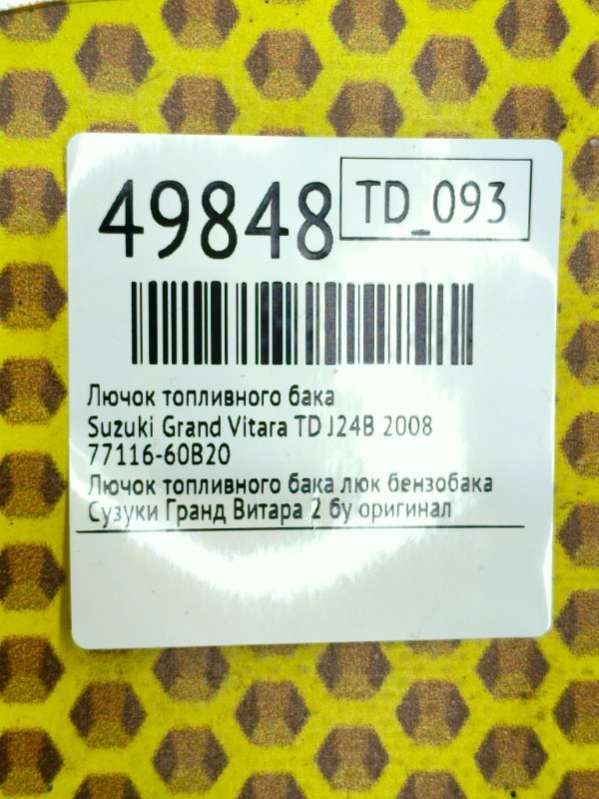 49848 TD_093
Лючок топливного бака
Suzuki Grand Vitara TD J24B 2008
77116-60B20
Лючок топливного бака люк бензобака
Сузуки Гранд Витара 2 бу оригинал